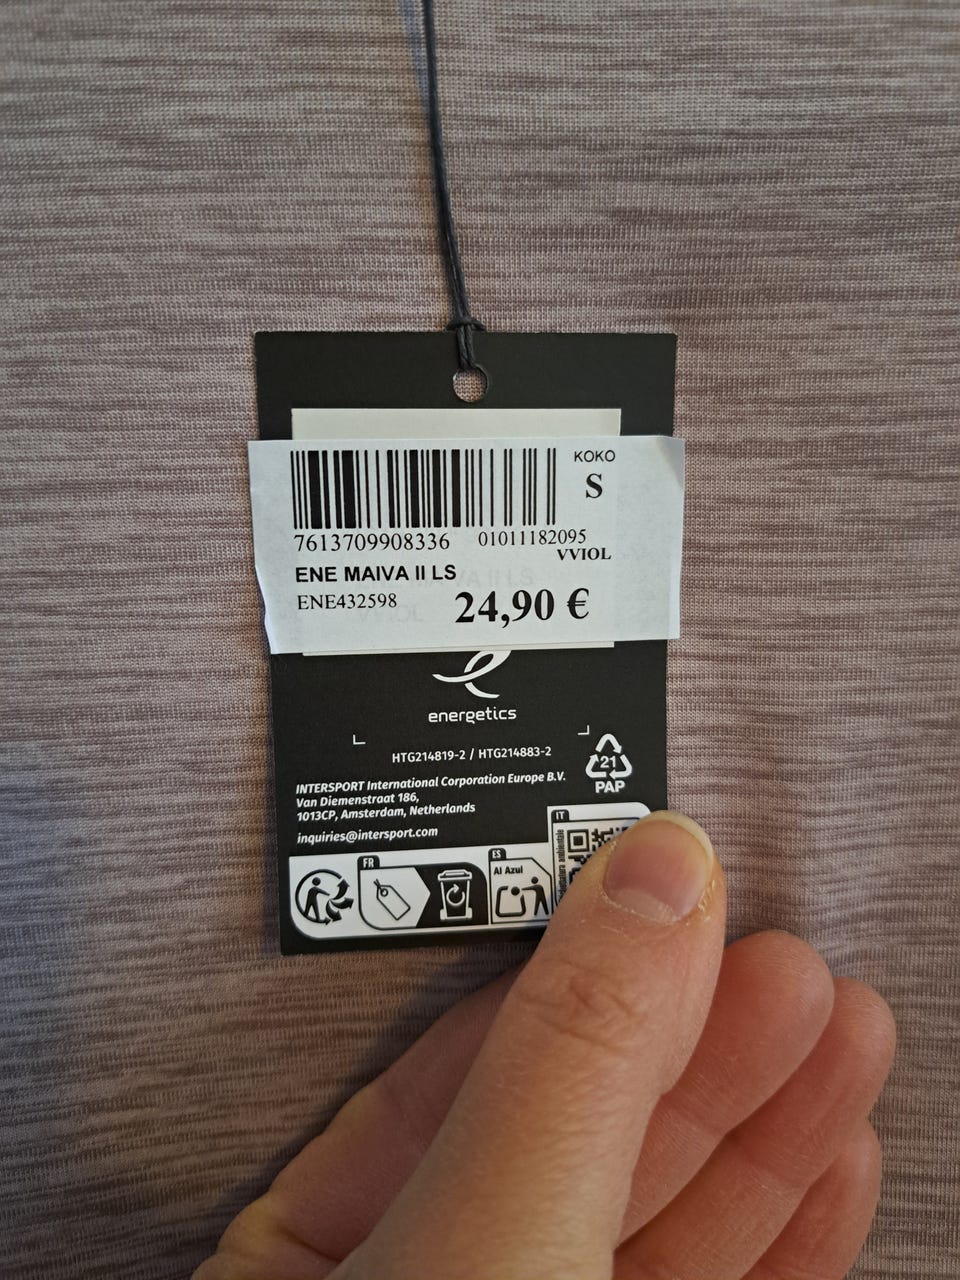 KOKO
S
7613709908336 01011182095
VVIOL
ENE MAIVA II LS
ENE432598 24,90 €
energetics
HTG214819-2 / HTG214883-2
21
PAP
INTERSPORT International Corporation Europe B.V.
Van Diemenstraat 186,
1013CP, Amsterdam, Netherlands
inquiries@intersport.com
IT
ambientale
FR
ES
Al Azul